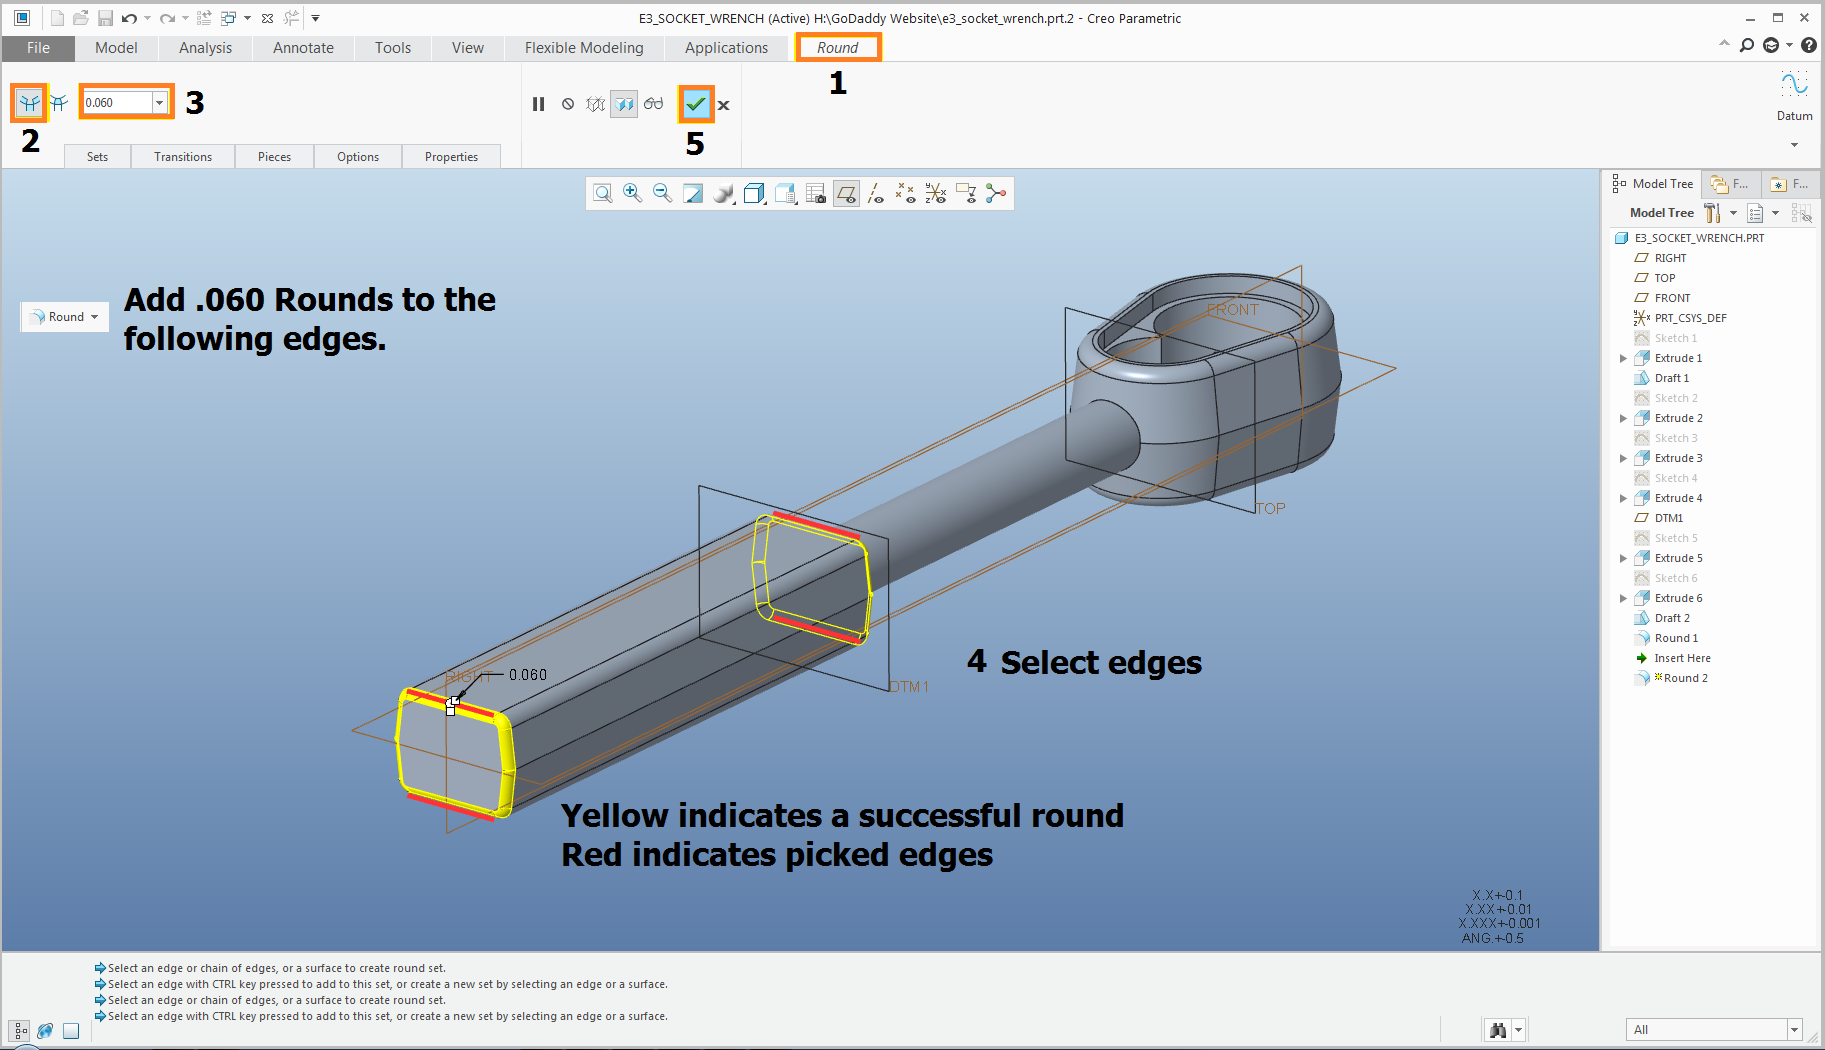 E3_SOCKET_WRENCH (Active) H:\GoDaddy Website\e3_socket_wrench.prt.2 - Creo Parametric
File Model Analysis Annotate Tools View Flexible Modeling Applications Round
1
0.060
3
2
5
Datum
Sets Transitions Pieces Options Properties
Model Tree F... F...
Model Tree
E3_SOCKET_WRENCH.PRT
RIGHT
TOP
FRONT
PRT_CSYS_DEF
Sketch 1
Extrude 1
Draft 1
Sketch 2
Extrude 2
Sketch 3
Extrude 3
Sketch 4
Extrude 4
DTM1
Sketch 5
Extrude 5
Sketch 6
Extrude 6
Draft 2
Round 1
Insert Here
Round 2
Round
Add .060 Rounds to the
following edges.
FRONT
TOP
4 Select edges
RIGHT
0.060
DTM1
Yellow indicates a successful round
Red indicates picked edges
X.X+-0.1
X.XX+-0.01
X.XXX+-0.001
ANG.+-0.5
Select an edge or chain of edges, or a surface to create round set.
Select an edge with CTRL key pressed to add to this set, or create a new set by selecting an edge or a surface.
Select an edge or chain of edges, or a surface to create round set.
Select an edge with CTRL key pressed to add to this set, or create a new set by selecting an edge or a surface.
All